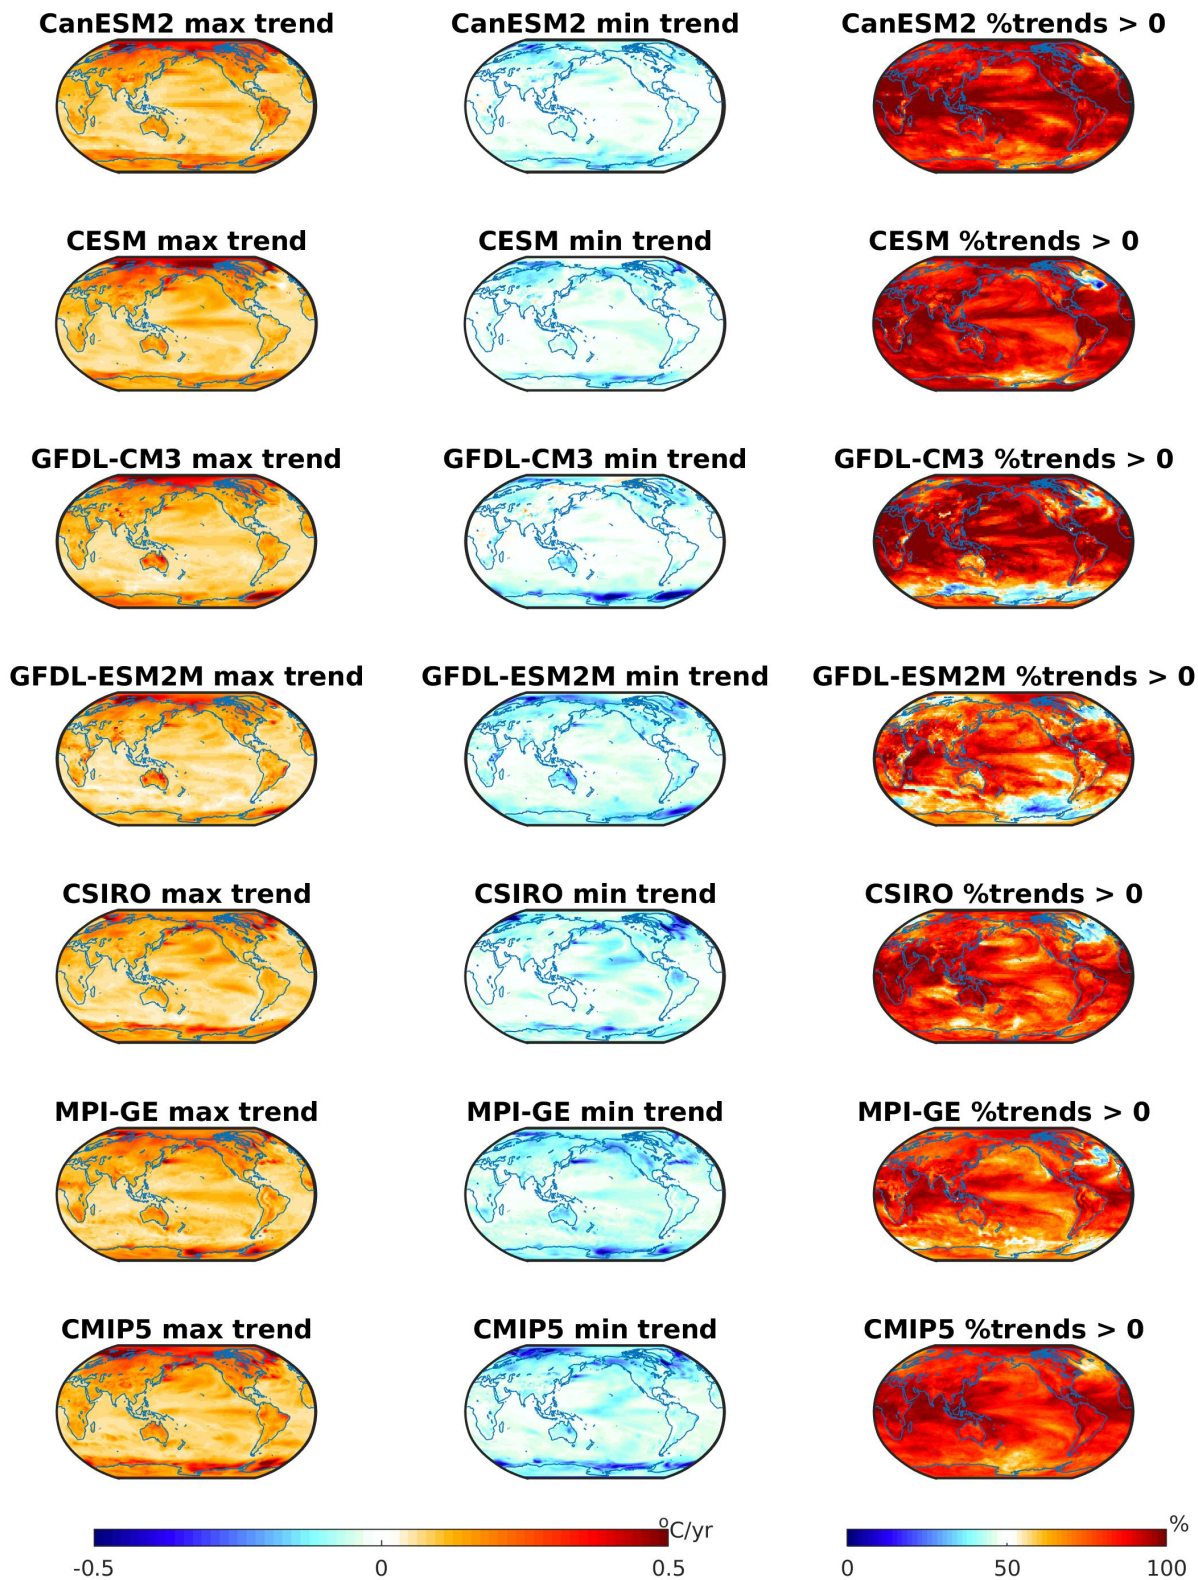 CanESM2 max trend
CanESM2 min trend
CanESM2 %trends > 0
CESM max trend
CESM min trend
CESM %trends > 0
GFDL-CM3 max trend
GFDL-CM3 min trend
GFDL-CM3 %trends > 0
GFDL-ESM2M max trend
GFDL-ESM2M min trend
GFDL-ESM2M %trends > 0
CSIRO max trend
CSIRO min trend
CSIRO %trends > 0
MPI-GE max trend
MPI-GE min trend
MPI-GE %trends > 0
CMIP5 max trend
CMIP5 min trend
CMIP5 %trends > 0
°C/yr
-0.5 0 0.5
%
0 50 100